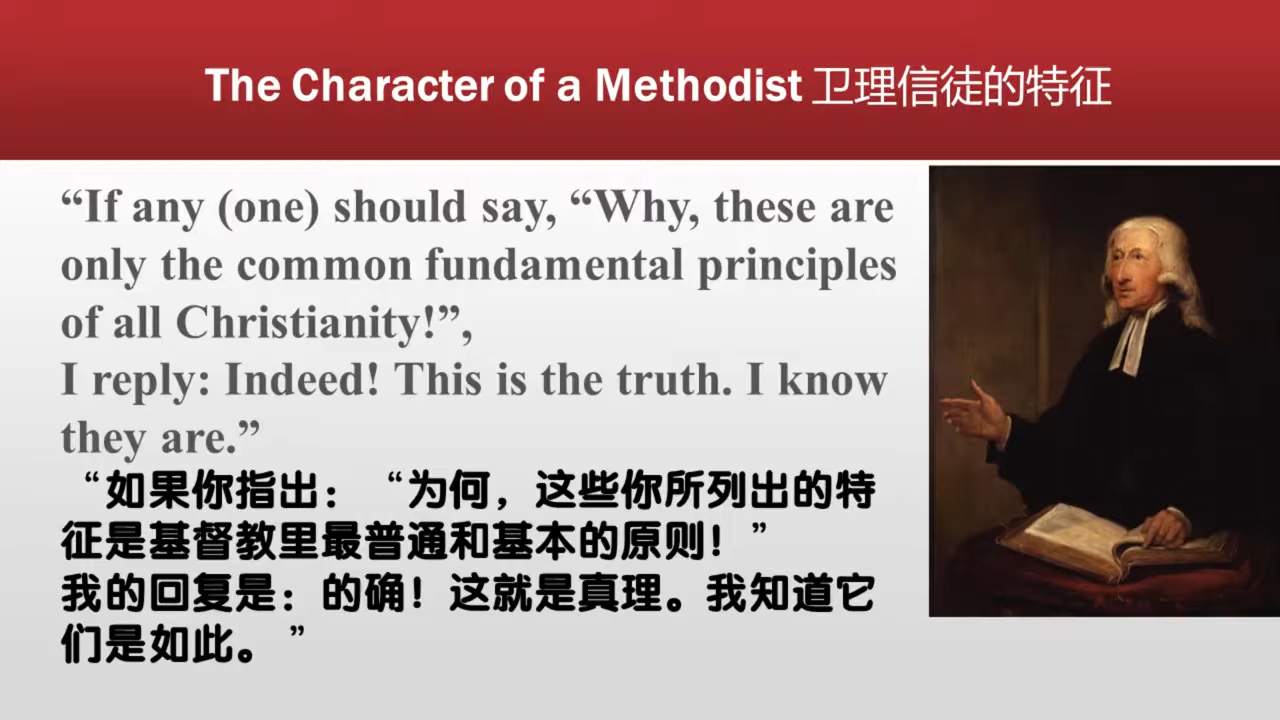 The Character of a Methodist 卫理信徒的特征
“If any (one) should say, “Why, these are
only the common fundamental principles
of all Christianity!”,
I reply: Indeed! This is the truth. I know
they are.”
“如果你指出：“为何，这些你所列出的特
征是基督教里最普通和基本的原则！”
我的回复是：的确！这就是真理。我知道它
们是如此。”